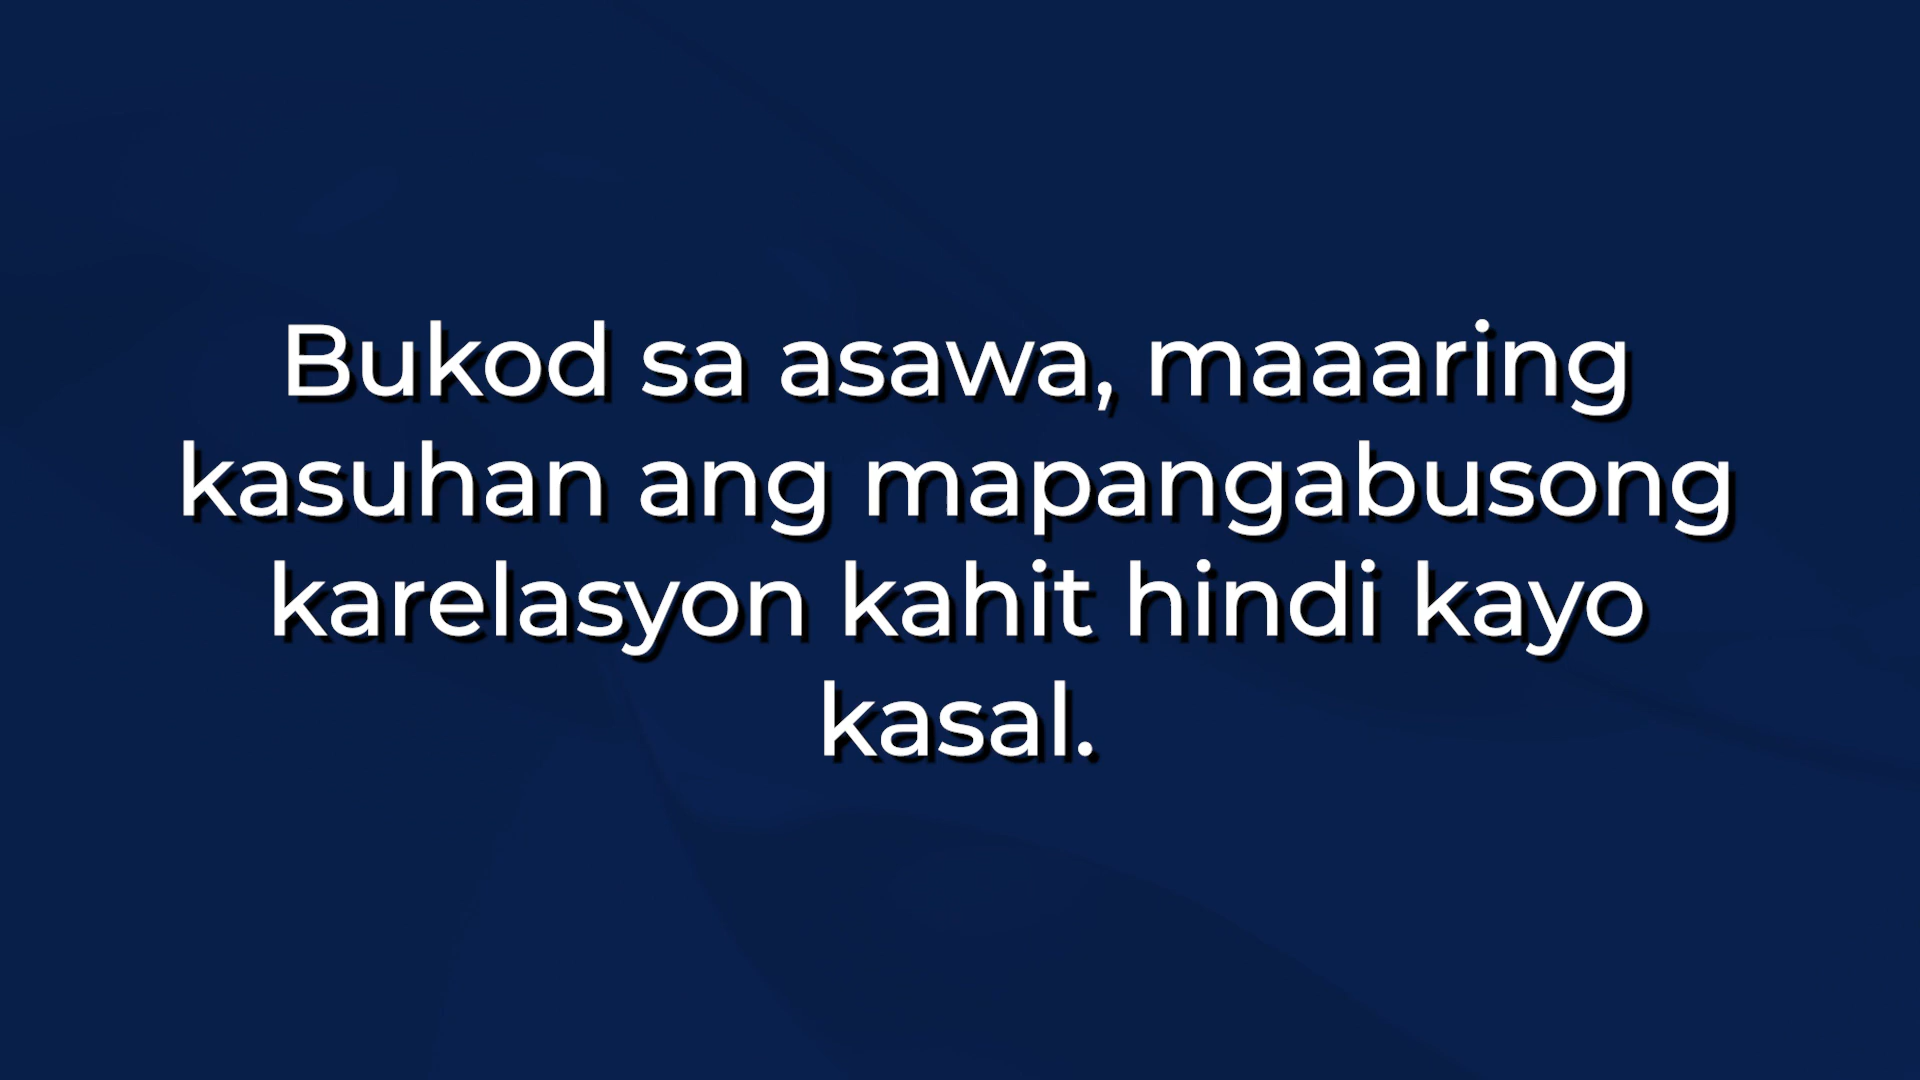 Bukod sa asawa, maaaring
kasuhan ang mapangabusong
karelasyon kahit hindi kayo
kasal.